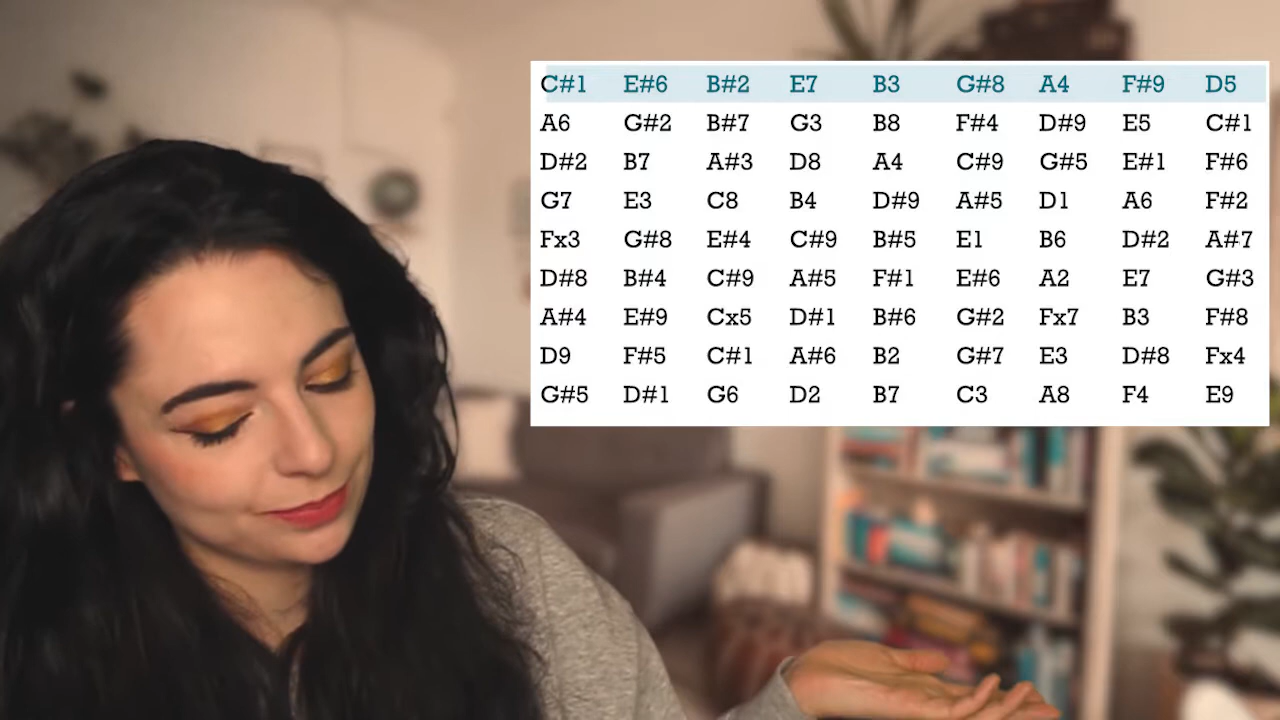 C#1 E#6 B#2 E7 B3 G#8 A4 F#9 D5
A6 G#2 B#7 G3 B8 F#4 D#9 E5 C#1
D#2 B7 A#3 D8 A4 C#9 G#5 E#1 F#6
G7 E3 C8 B4 D#9 A#5 D1 A6 F#2
Fx3 G#8 E#4 C#9 B#5 E1 B6 D#2 A#7
D#8 B#4 C#9 A#5 F#1 E#6 A2 E7 G#3
A#4 E#9 Cx5 D#1 B#6 G#2 Fx7 B3 F#8
D9 F#5 C#1 A#6 B2 G#7 E3 D#8 Fx4
G#5 D#1 G6 D2 B7 C3 A8 F4 E9